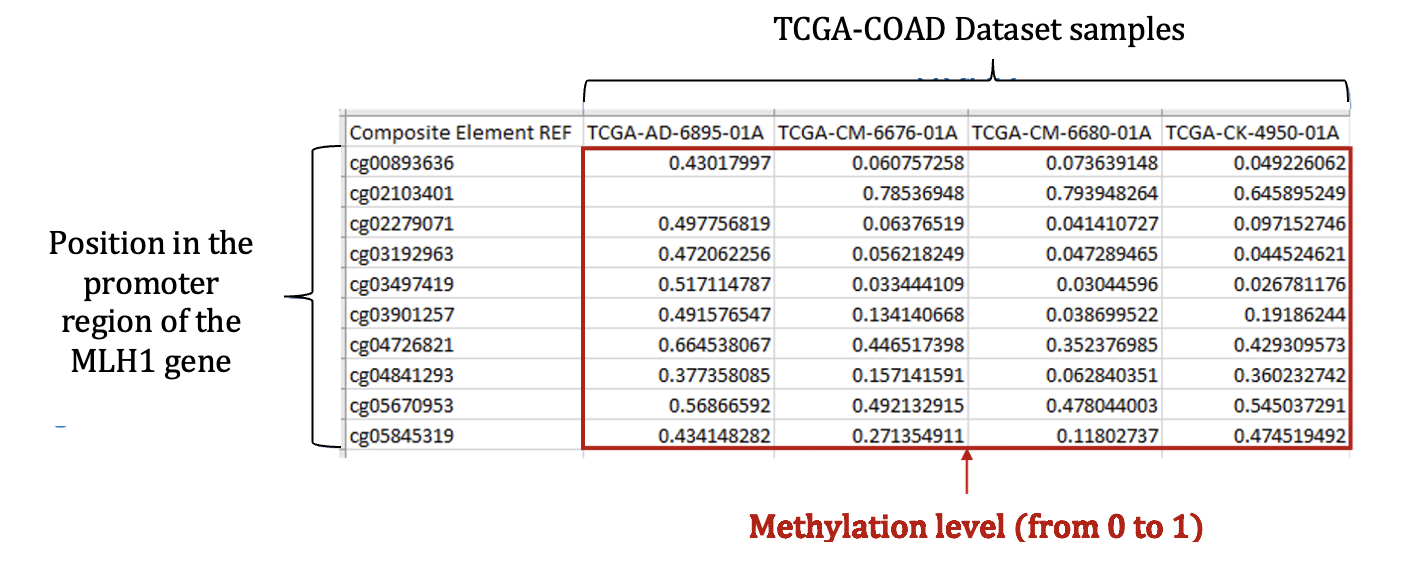 TCGA-COAD Dataset samples
Composite Element REF TCGA-AD-6895-01A TCGA-CM-6676-01A TCGA-CM-6680-01A TCGA-CK-4950-01A
cg00893636 0.43017997 0.060757258 0.073639148 0.049226062
cg02103401 0.78536948 0.793948264 0.645895249
cg02279071 0.497756819 0.06376519 0.041410727 0.097152746
cg03192963 0.472062256 0.056218249 0.047289465 0.044524621
cg03497419 0.517114787 0.033444109 0.03044596 0.026781176
cg03901257 0.491576547 0.134140668 0.038699522 0.19186244
cg04726821 0.664538067 0.446517398 0.352376985 0.429309573
cg04841293 0.377358085 0.157141591 0.062840351 0.360232742
cg05670953 0.56866592 0.492132915 0.478044003 0.545037291
cg05845319 0.434148282 0.271354911 0.11802737 0.474519492
Position in the
promoter
region of the
MLH1 gene
Methylation level (from 0 to 1)